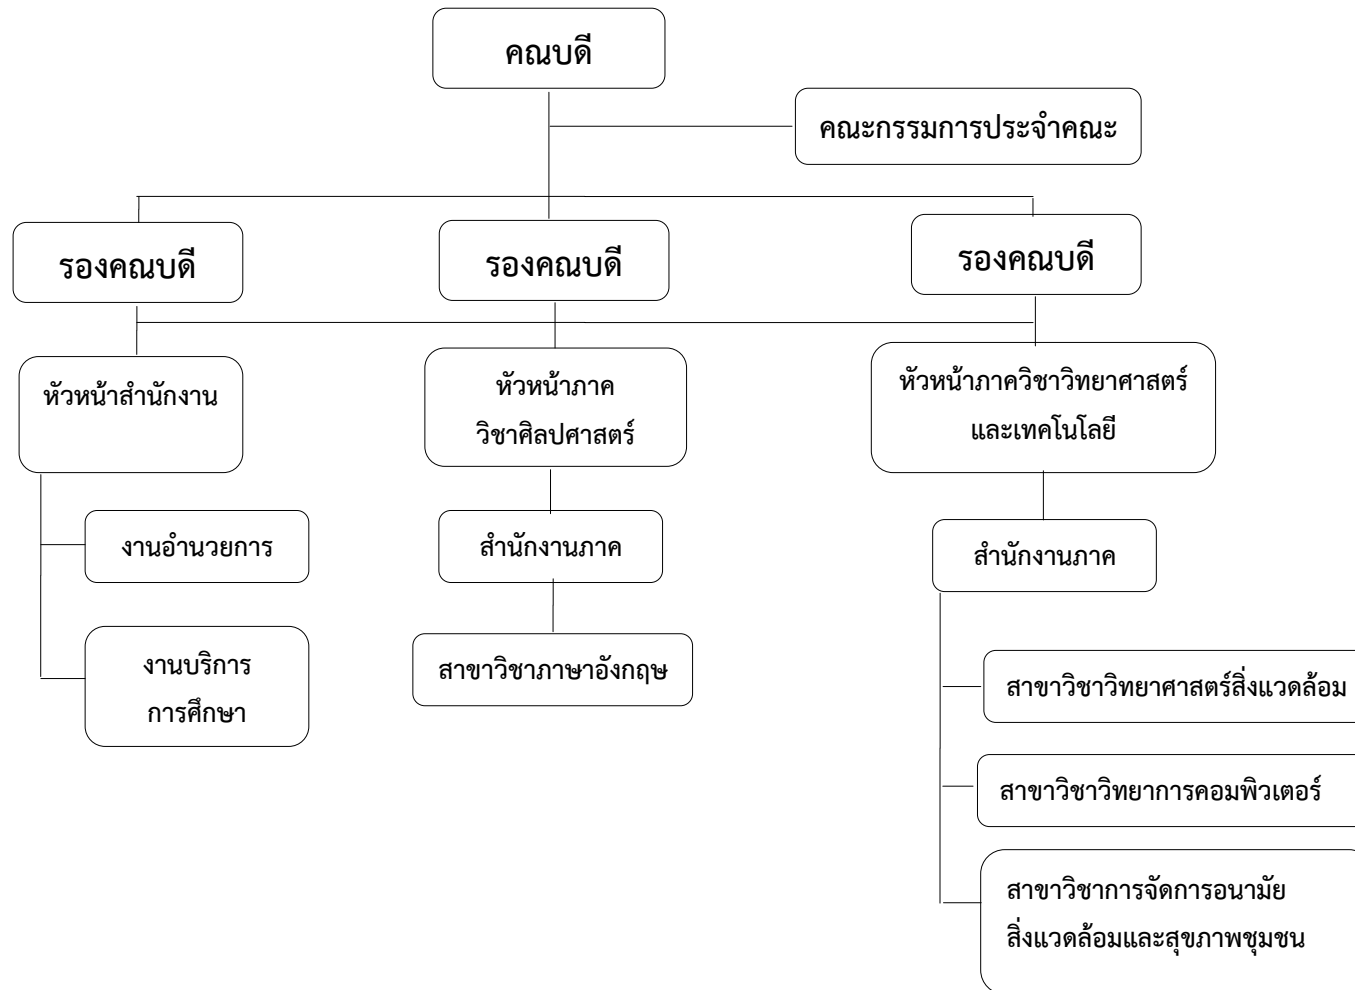 คณบดี
คณะกรรมการประจำคณะ
รองคณบดี
รองคณบดี
รองคณบดี
หัวหน้าสำนักงาน
หัวหน้าภาค
วิชาศิลปศาสตร์
หัวหน้าภาควิชาวิทยาศาสตร์
และเทคโนโลยี
งานอำนวยการ
สำนักงานภาค
สำนักงานภาค
งานบริการ
การศึกษา
สาขาวิชาภาษาอังกฤษ
สาขาวิชาวิทยาศาสตร์สิ่งแวดล้อม
สาขาวิชาวิทยาการคอมพิวเตอร์
สาขาวิชาการจัดการอนามัย
สิ่งแวดล้อมและสุขภาพชุมชน